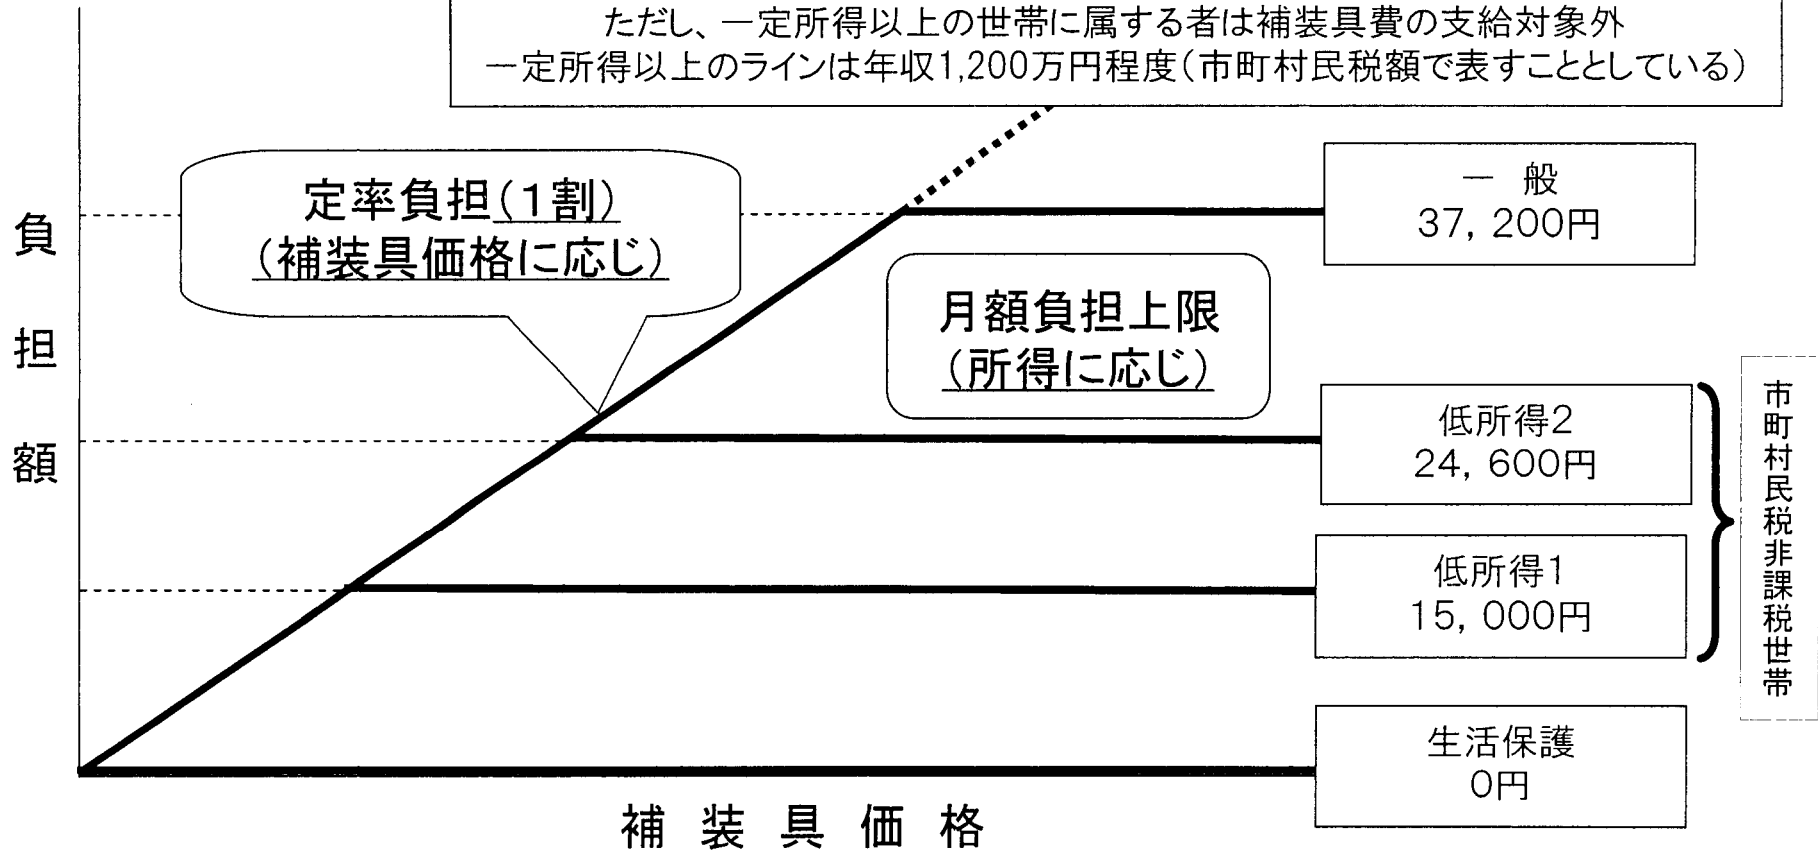 ただし、一定所得以上の世帯に属する者は補装具費の支給対象外
一定所得以上のラインは年収1,200万円程度(市町村民税額で表すこととしている)
定率負担(1割)
(補装具価格に応じ)
一 般
37, 200円
負担額
月額負担上限
(所得に応じ)
低所得2
24, 600円
低所得1
15, 000円
市町村民税非課税世帯
生活保護
0円
補 装 具 価 格